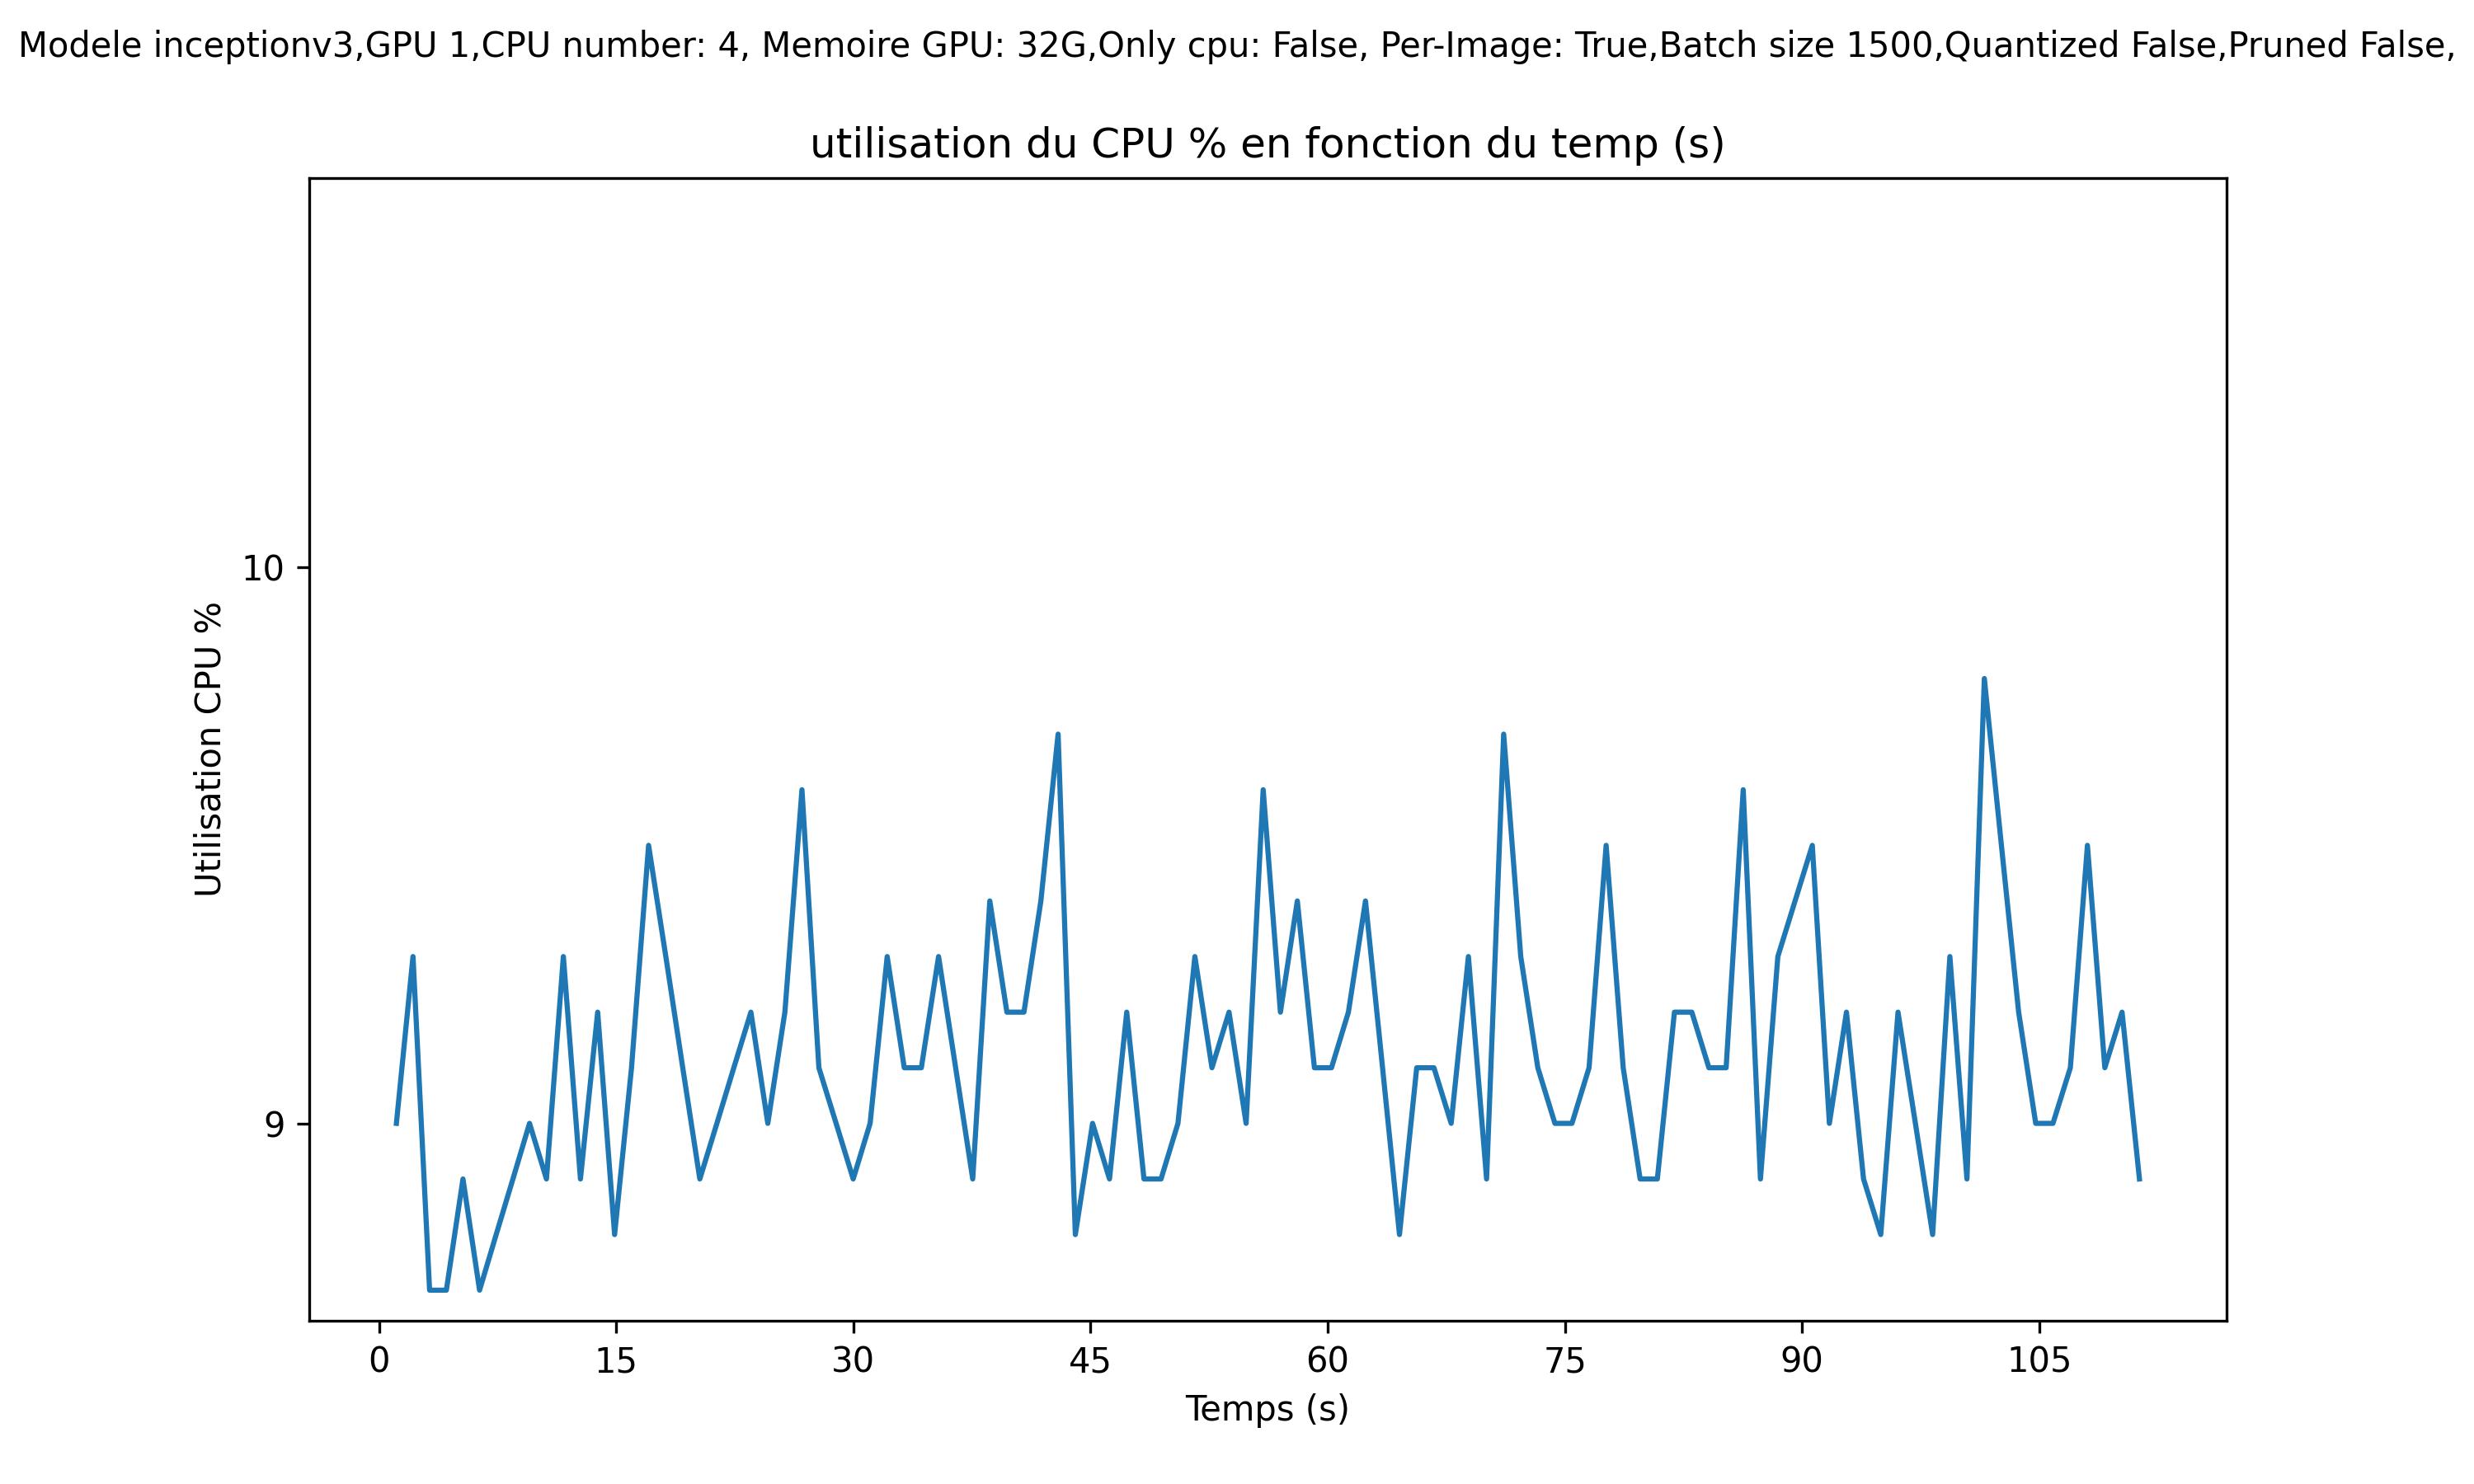 Modele inceptionv3,GPU 1,CPU number: 4, Memoire GPU: 32G,Only cpu: False, Per-Image: True,Batch size 1500,Quantized False,Pruned False,
utilisation du CPU % en fonction du temp (s)
10
9
Utilisation CPU %
0 15 30 45 60 75 90 105
Temps (s)